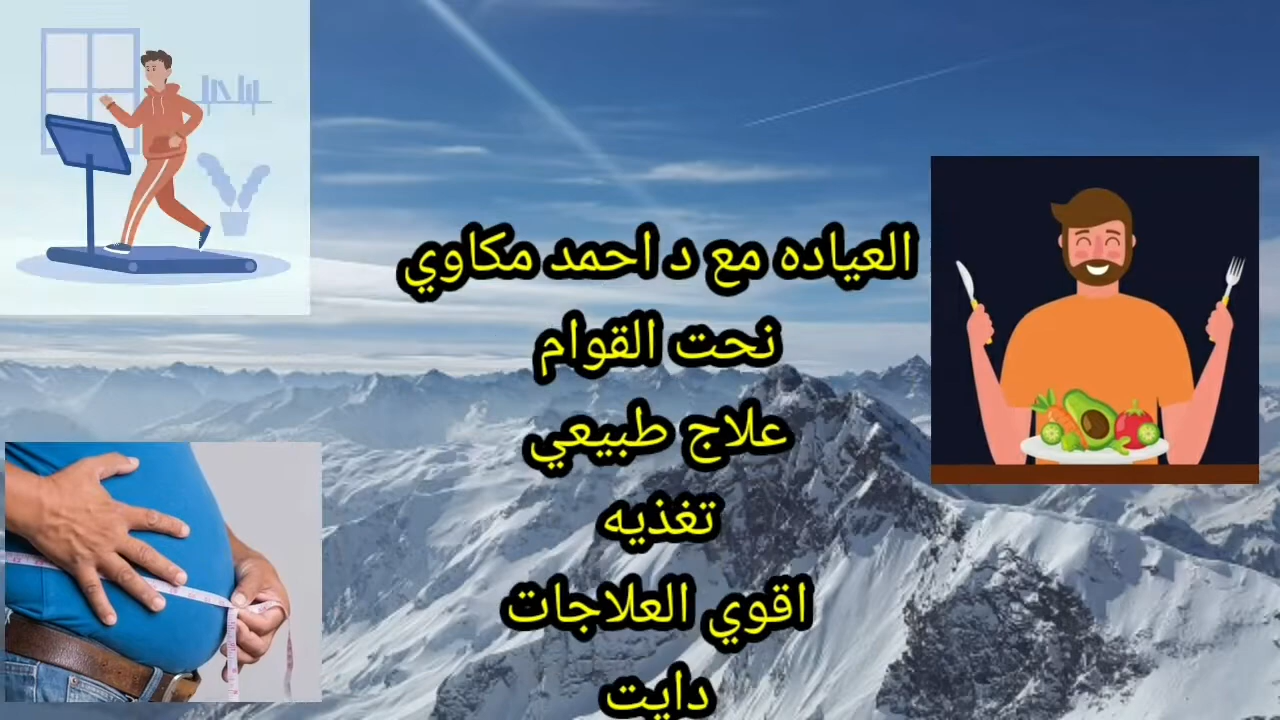 العياده مع د احمد مكاوي
نحت القوام
علاج طبيعي
تغذيه
اقوي العلاجات
دايت